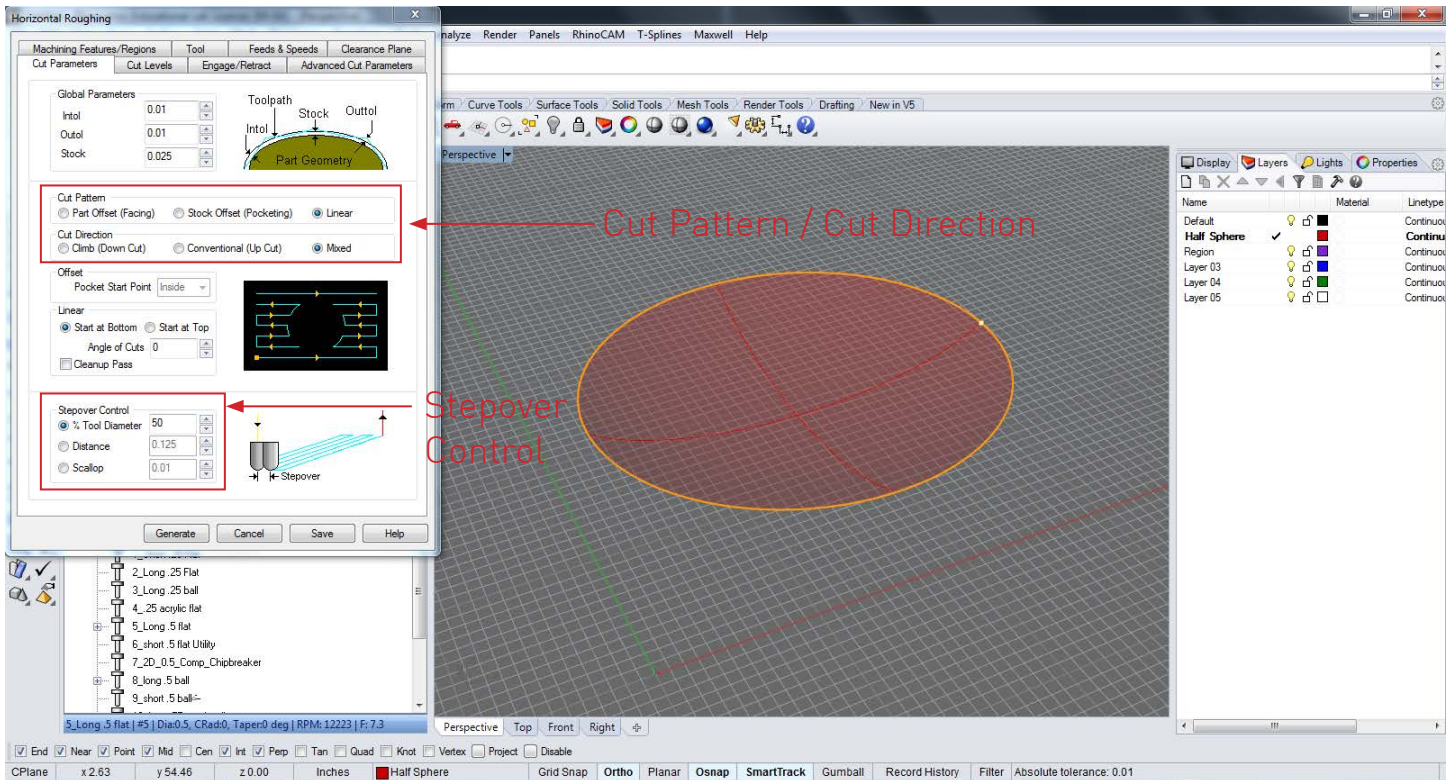 Horizontal Roughing
Machining Features/Regions Tool Feeds & Speeds Clearance Plane
Cut Parameters Cut Levels Engage/Retract Advanced Cut Parameters
Global Parameters
Intol 0.01
Outol 0.01
Stock 0.025
Toolpath
Stock Outtol
Intol
Part Geometry
Cut Pattern
Part Offset (Facing) Stock Offset (Pocketing) Linear
Cut Direction
Climb (Down Cut) Conventional (Up Cut) Mixed
Offset
Pocket Start Point Inside
Linear
Start at Bottom Start at Top
Angle of Cuts 0
Cleanup Pass
Stepover Control
% Tool Diameter 50
Distance 0.125
Scallop 0.01
Stepover
Generate Cancel Save Help
Cut Pattern / Cut Direction
Stepover
Control
nalyze Render Panels RhinoCAM T-Splines Maxwell Help
rm Curve Tools Surface Tools Solid Tools Mesh Tools Render Tools Drafting New in V5
Perspective
Display Layers Lights Properties
Name Material Linetype
Default Continuou
Half Sphere Continu
Region Continuou
Layer 03 Continuou
Layer 04 Continuou
Layer 05 Continuou
2_Long .25 Flat
3_Long .25 ball
4_.25 acrylic flat
5_Long .5 flat
6_short .5 flat Utility
7_2D_0.5_Comp_Chipbreaker
8_long .5 ball
9_short .5 ball
5_Long .5 flat | #5 | Dia:0.5, CRad:0, Taper:0 deg | RPM: 12223 | F: 7.3
Perspective Top Front Right
End Near Point Mid Cen Int Perp Tan Quad Knot Vertex Project Disable
CPlane x 2.63 y 54.46 z 0.00 Inches Half Sphere Grid Snap Ortho Planar Osnap SmartTrack Gumball Record History Filter Absolute tolerance: 0.01